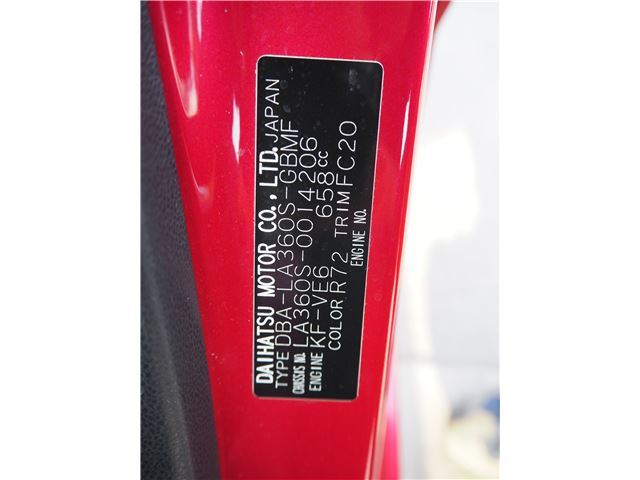 DAIHATSU MOTOR CO., LTD. JAPAN
TYPE DBA-LA360S-GBMF
CHASSIS NO. LA360S-0014206
ENGINE KF-VE6 658cc
COLOR R72 TRIM FC20
ENGINE NO.